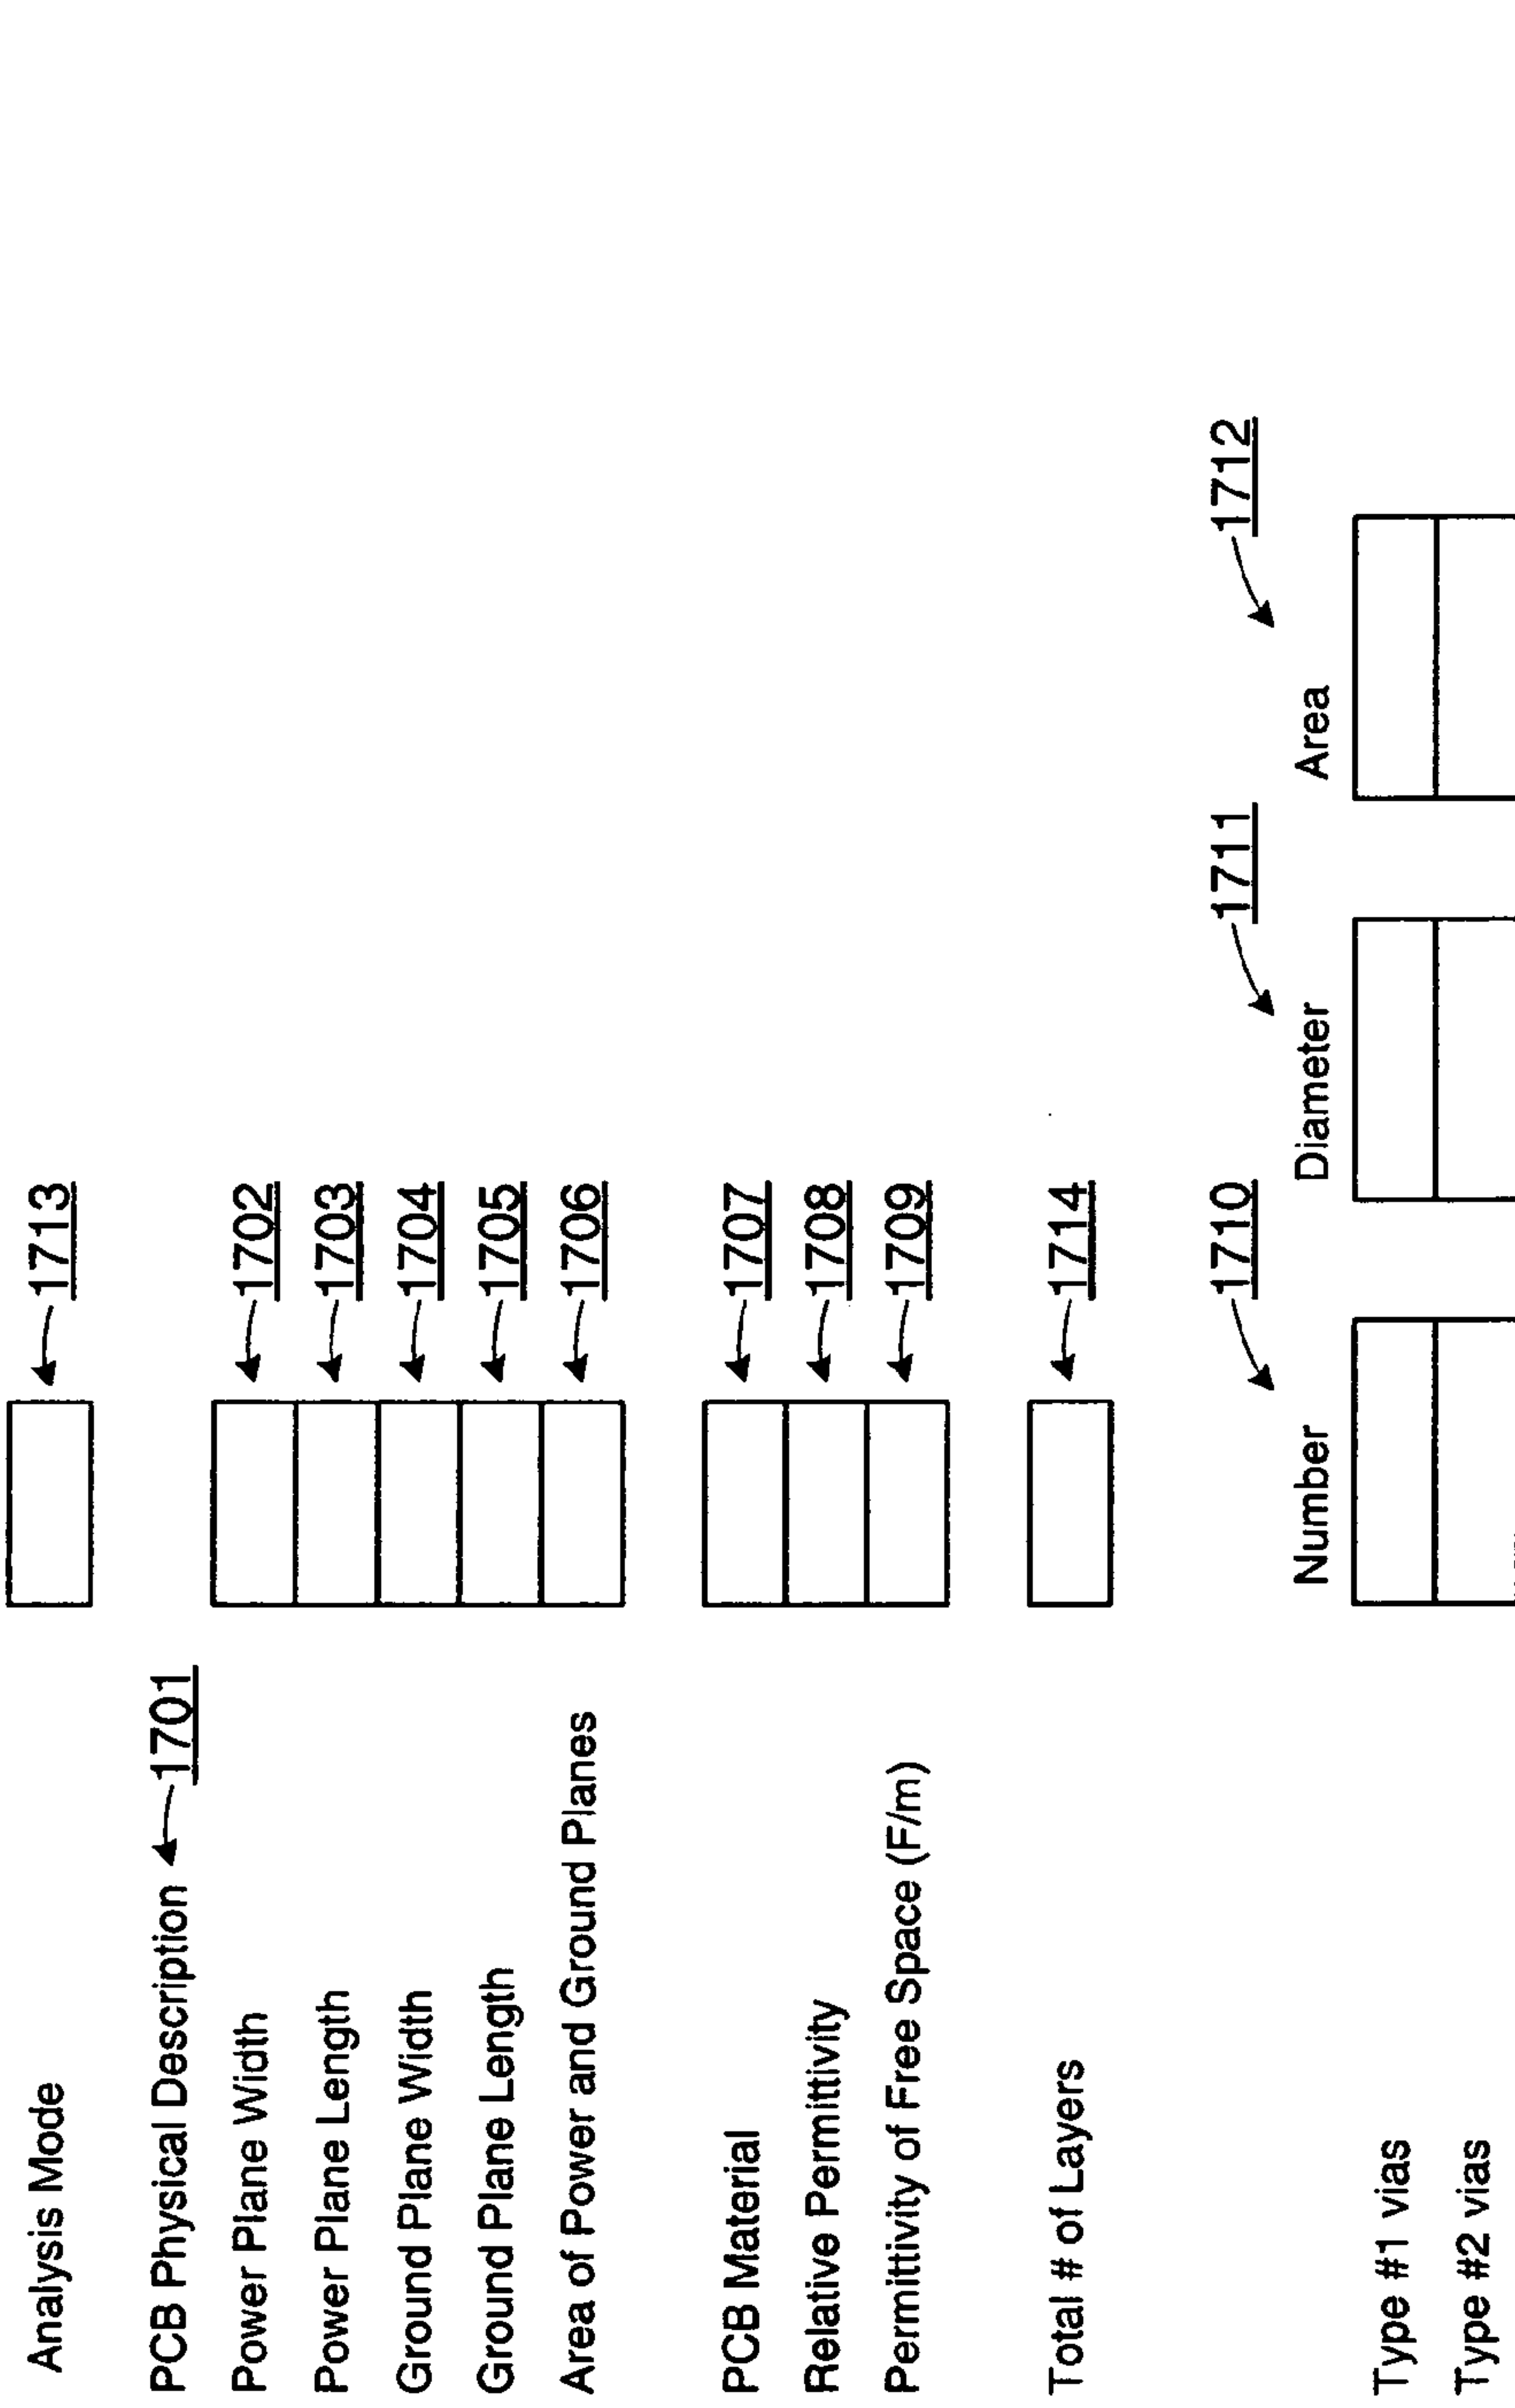 Analysis Mode 1713
PCB Physical Description 1701
Power Plane Width 1702
Power Plane Length 1703
Ground Plane Width 1704
Ground Plane Length 1705
Area of Power and Ground Planes 1706
PCB Material 1707
Relative Permittivity 1708
Permittivity of Free Space (F/m) 1709
Total # of Layers 1714
1710 1711 1712
Number Diameter Area
Type #1 vias
Type #2 vias